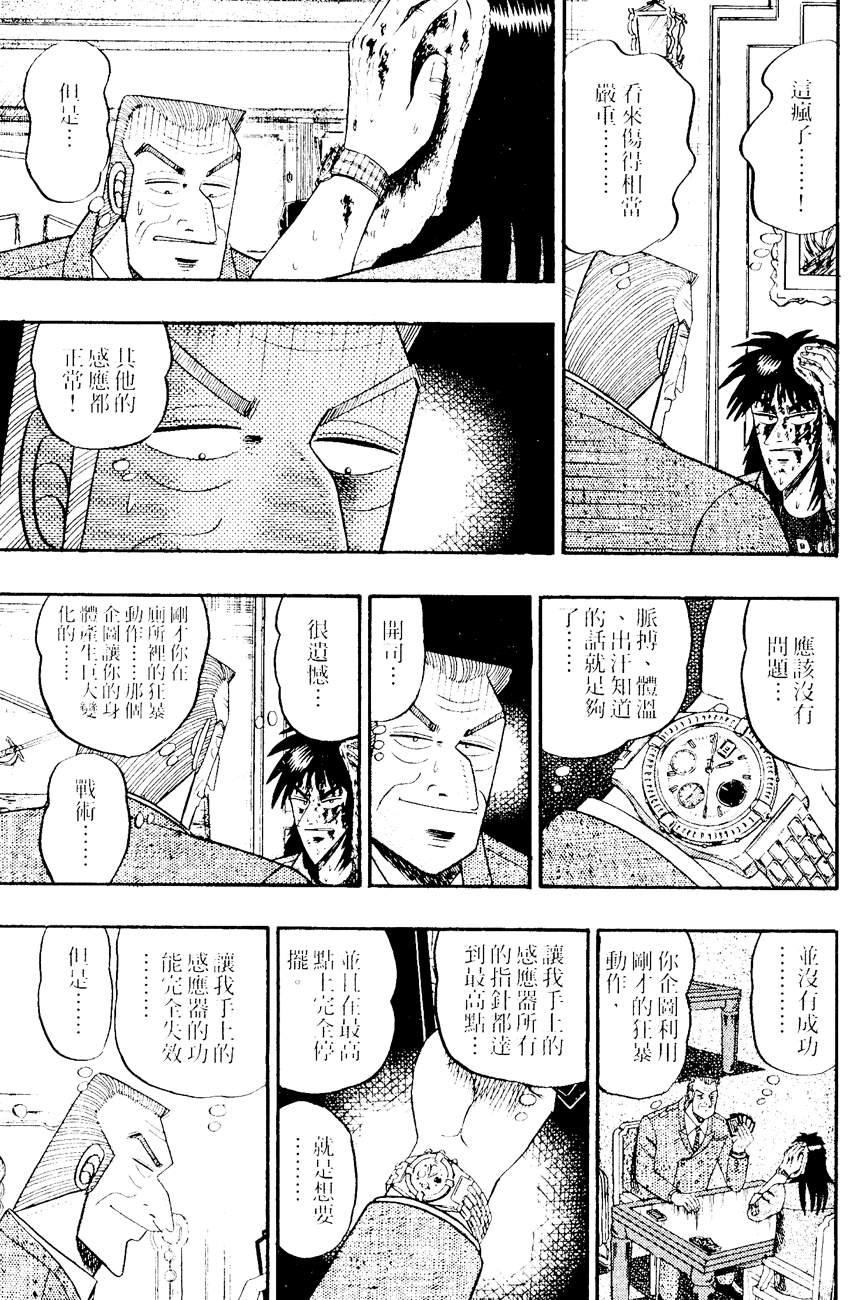 這瘋子⋯⋯⋯！
看來傷得相當
嚴重⋯⋯⋯
但是⋯
其他的
感應都
正常！
應該沒有
問題⋯
脈搏、體溫
、出汗知道
的話就足夠
了⋯⋯
開司⋯⋯
很遺憾⋯
剛才你在
廁所裡的狂暴
動作⋯⋯那個
企圖讓你的身
體產生巨大變
化的⋯⋯
戰術⋯⋯
⋯⋯
並沒有成功
你企圖利用
剛才的狂暴
動作，
讓我手上的
感應器所有
的指針都達
到最高點⋯
並且在最高
點上完全停
擺。
就是想要
⋯⋯⋯
讓我手上的
感應器的功
能完全失效
⋯⋯⋯
但是⋯⋯